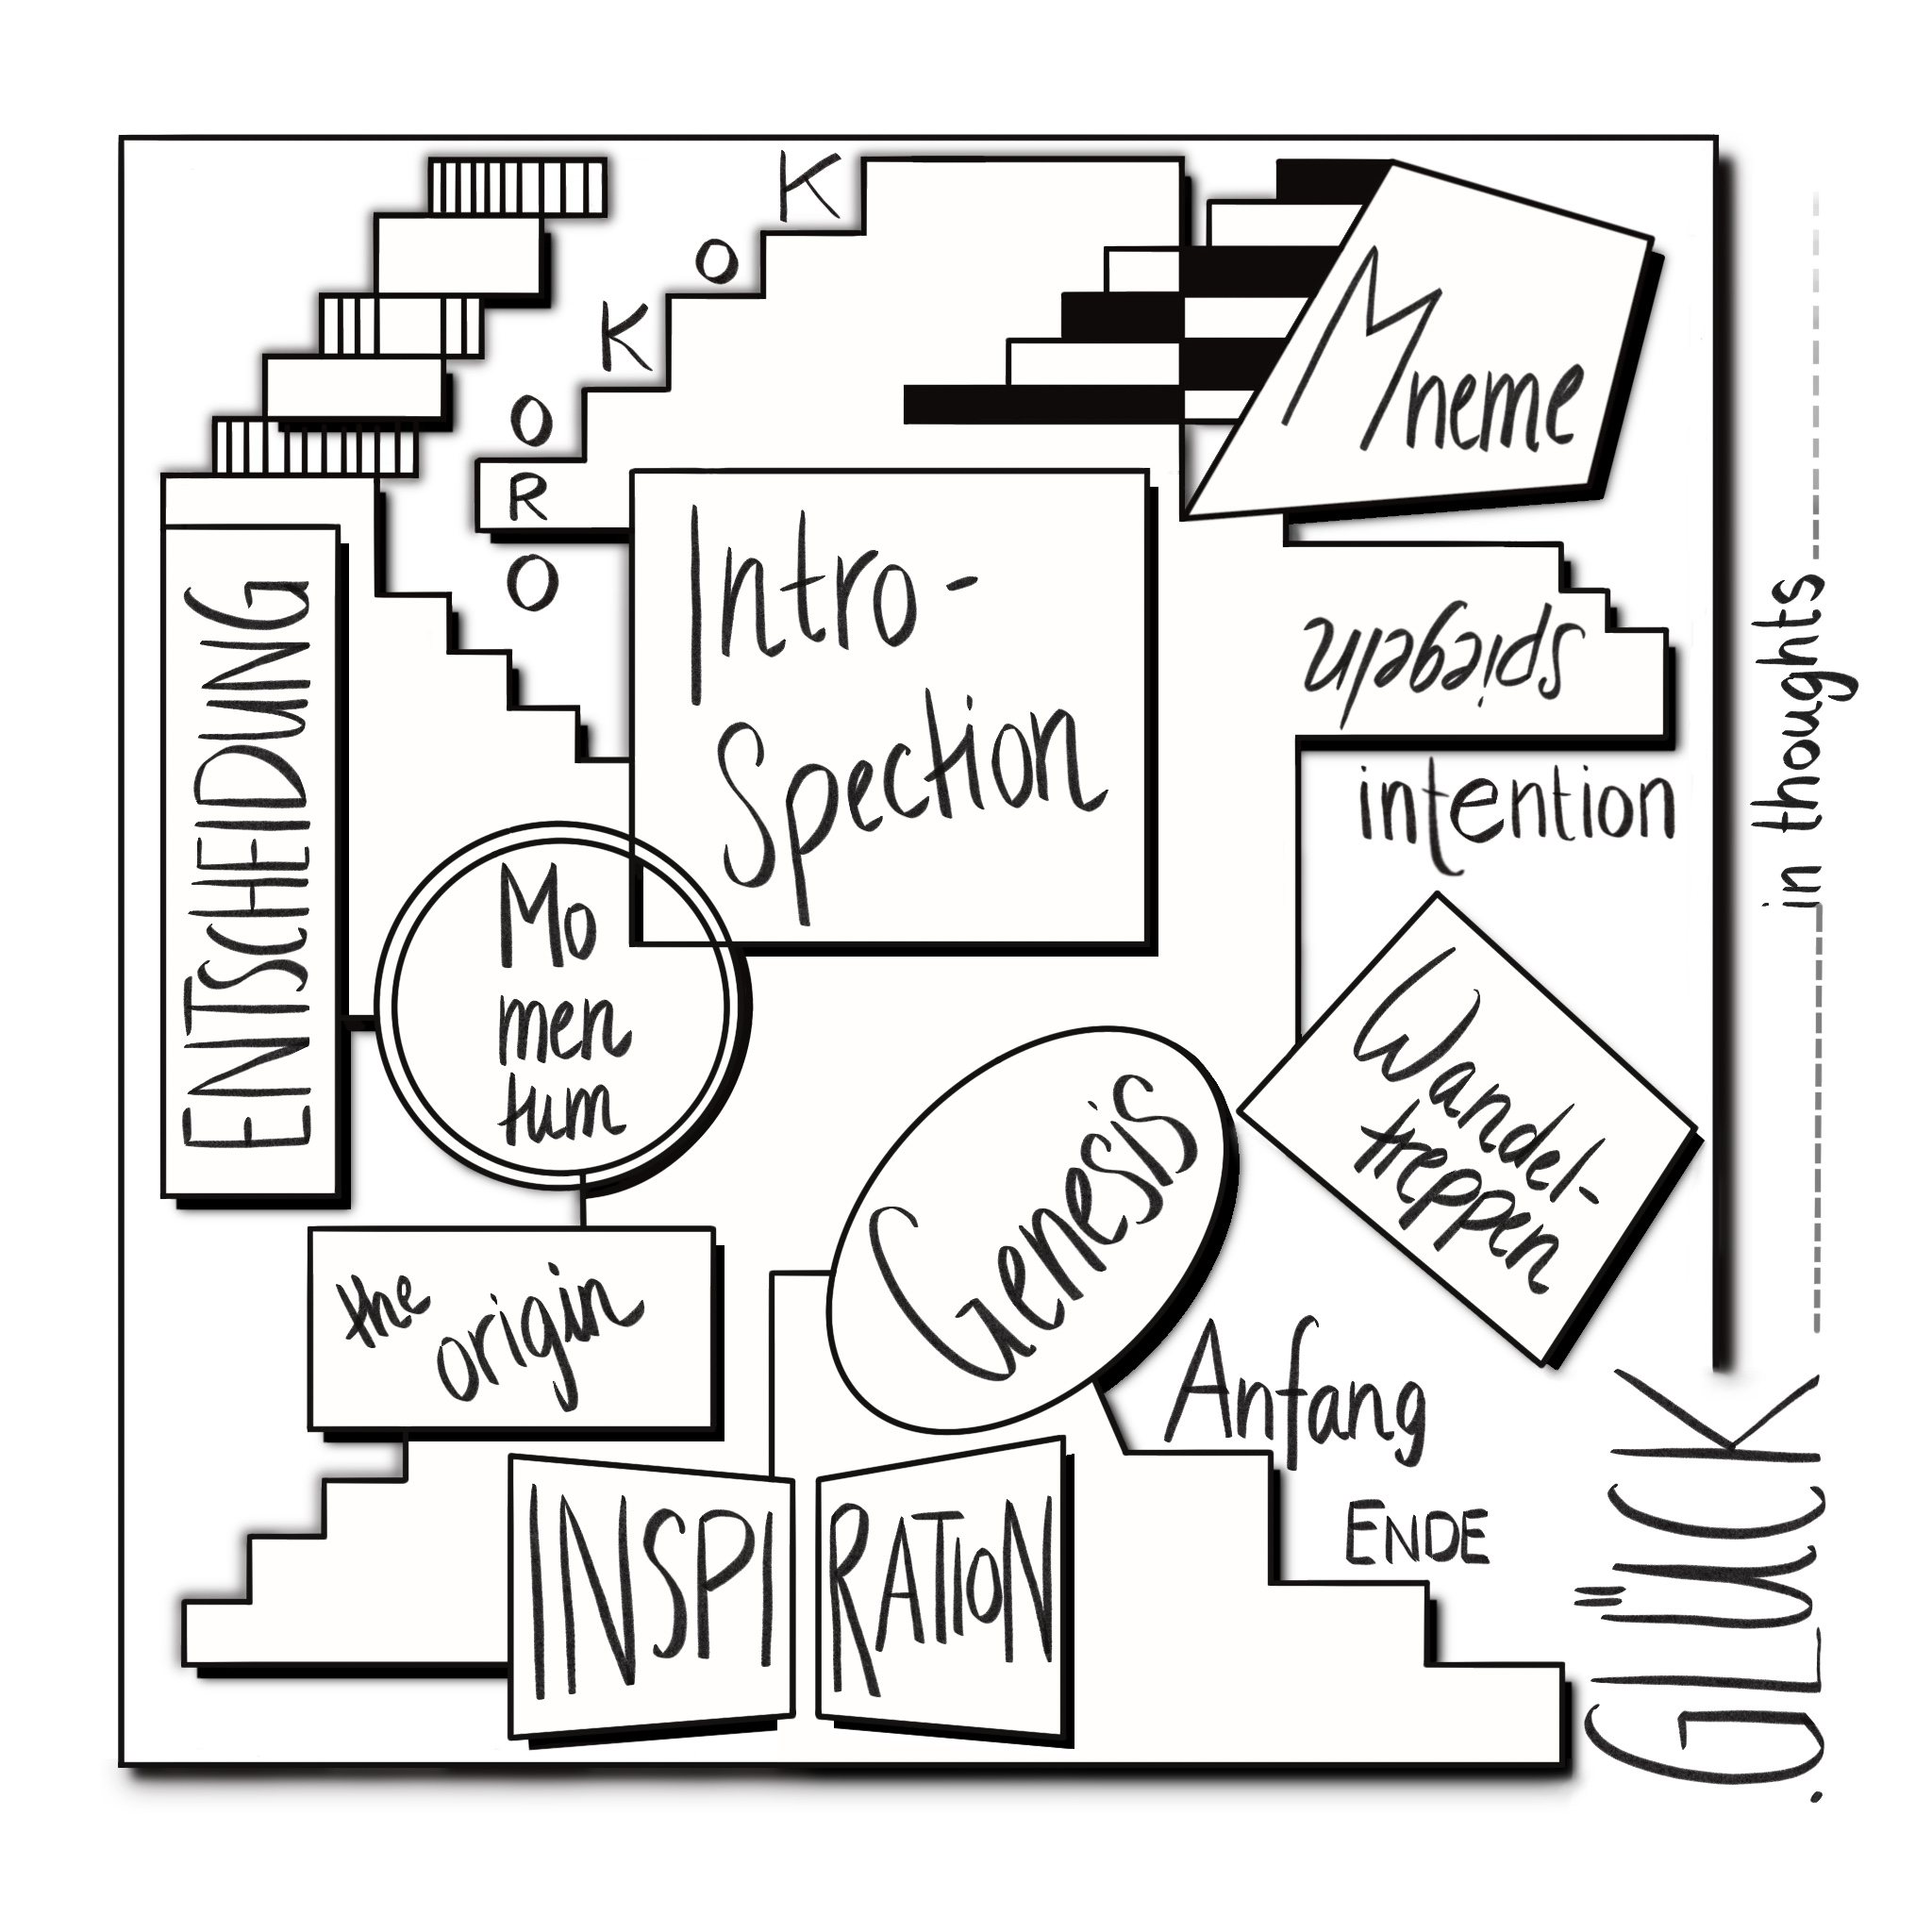 KOKORO
Mneme
Intro-
Spection
spiegeln
ENTSCHEIDUNG
intention
Mo
men
tum
Wandel-
treppen
Genesis
the origin
Anfang
ENDE
INSPI
RATION
.GLÜCK
in thoughts